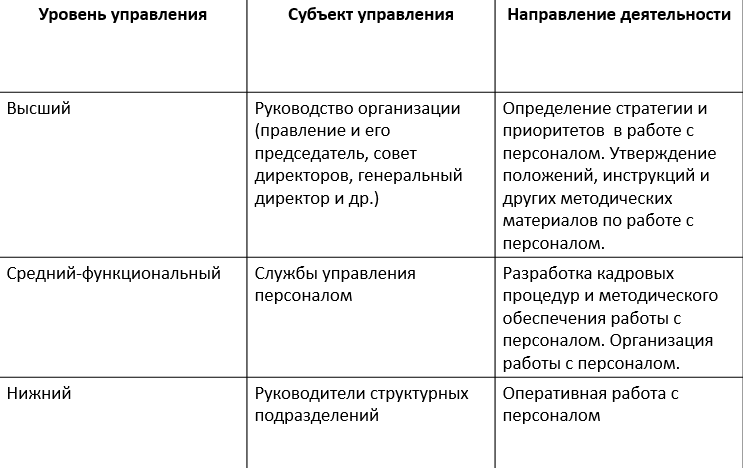 Уровень управления
Субъект управления
Направление деятельности
Высший
Руководство организации
(правление и его
председатель, совет
директоров, генеральный
директор и др.)
Определение стратегии и
приоритетов  в работе с
персоналом. Утверждение
положений, инструкций и
других методических
материалов по работе с
персоналом.
Средний-функциональный
Службы управления
персоналом
Разработка кадровых
процедур и методического
обеспечения работы с
персоналом. Организация
работы с персоналом.
Нижний
Руководители структурных
подразделений
Оперативная работа с
персоналом